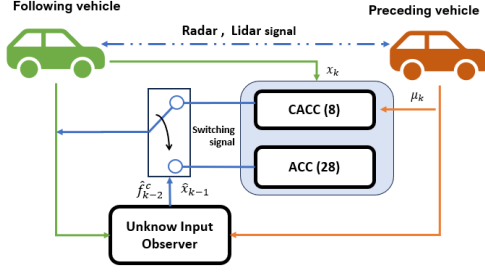 Following vehicle
Preceding vehicle
Radar , Lidar signal
x_k
CACC (8)
μ_k
Switching
signal
ACC (28)
f̂^c_{k-2}
x̂_{k-1}
Unknow Input
Observer